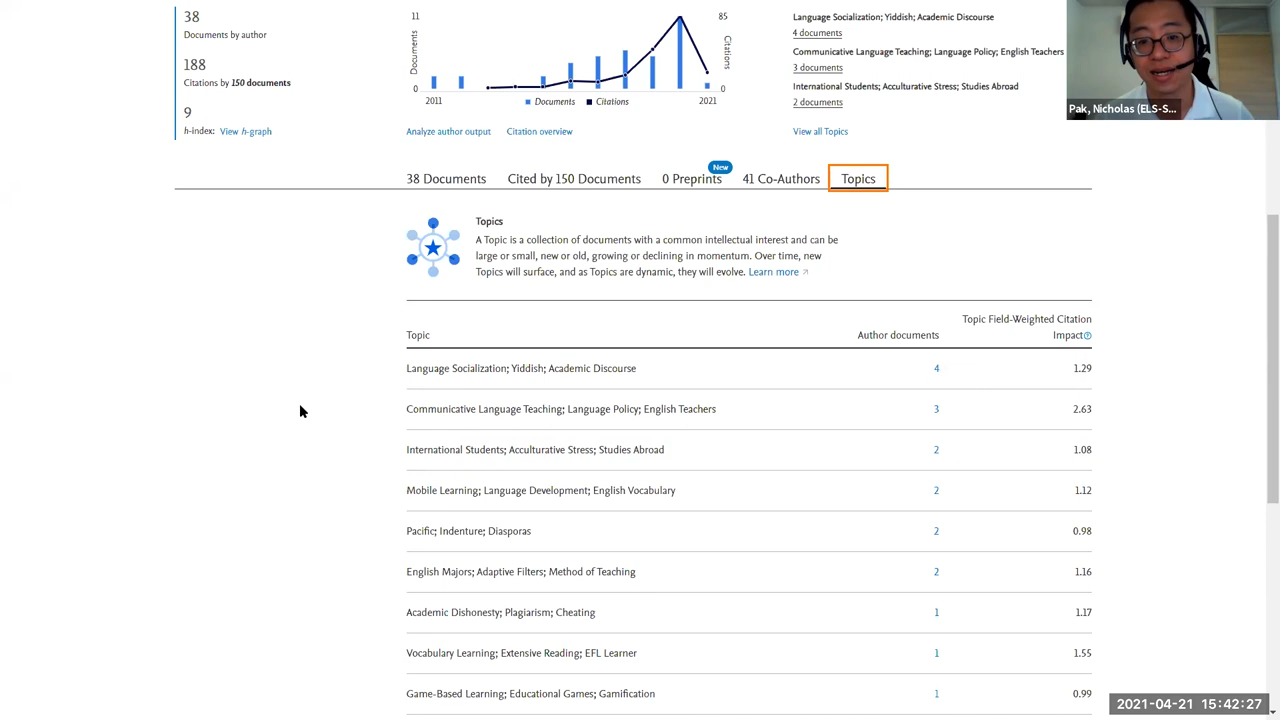 38
Documents by author
188
Citations by 150 documents
9
h-index: View h-graph
11
Documents
0
85
Citations
0
2011
2021
Documents Citations
Analyze author output Citation overview
Language Socialization; Yiddish; Academic Discourse
4 documents
Communicative Language Teaching; Language Policy; English Teachers
3 documents
International Students; Acculturative Stress; Studies Abroad
2 documents
View all Topics
Pak, Nicholas (ELS-S...
New
38 Documents Cited by 150 Documents 0 Preprints 41 Co-Authors Topics
Topics
A Topic is a collection of documents with a common intellectual interest and can be
large or small, new or old, growing or declining in momentum. Over time, new
Topics will surface, and as Topics are dynamic, they will evolve. Learn more
Topic Author documents Topic Field-Weighted Citation
Impact
Language Socialization; Yiddish; Academic Discourse 4 1.29
Communicative Language Teaching; Language Policy; English Teachers 3 2.63
International Students; Acculturative Stress; Studies Abroad 2 1.08
Mobile Learning; Language Development; English Vocabulary 2 1.12
Pacific; Indenture; Diasporas 2 0.98
English Majors; Adaptive Filters; Method of Teaching 2 1.16
Academic Dishonesty; Plagiarism; Cheating 1 1.17
Vocabulary Learning; Extensive Reading; EFL Learner 1 1.55
Game-Based Learning; Educational Games; Gamification 1 0.99
2021-04-21 15:42:27